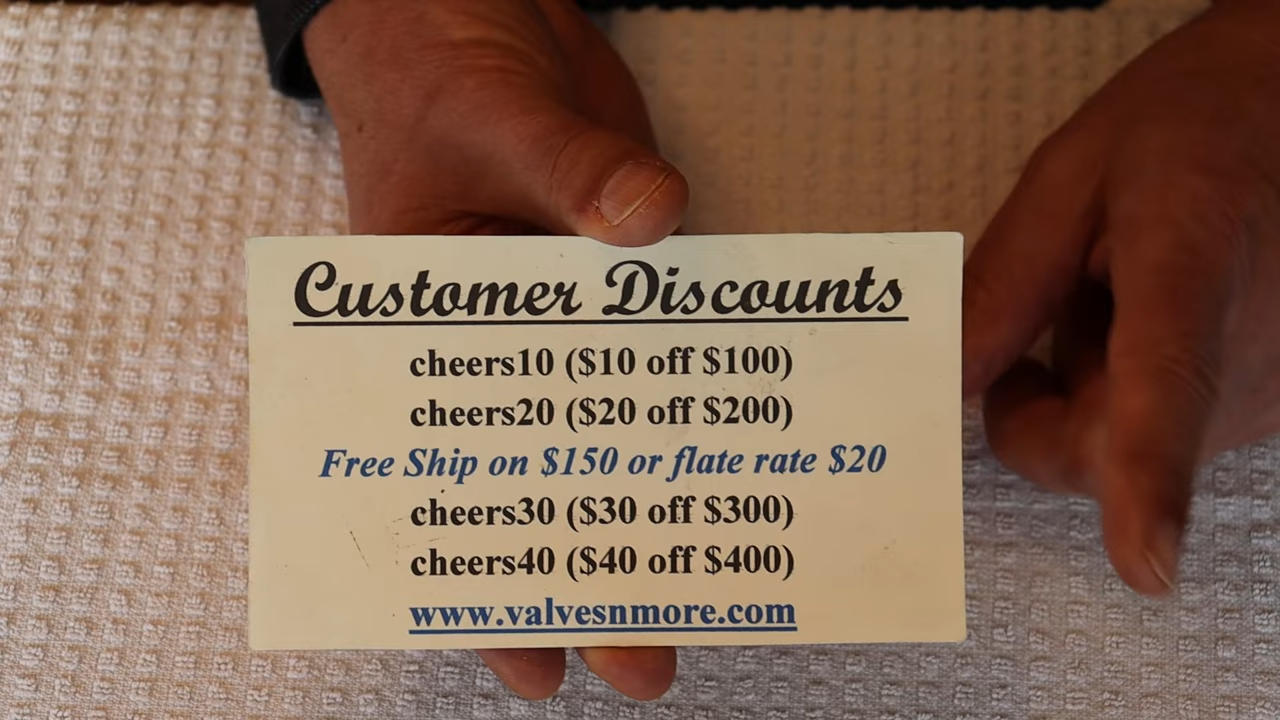 Customer Discounts
cheers10 ($10 off $100)
cheers20 ($20 off $200)
Free Ship on $150 or flate rate $20
cheers30 ($30 off $300)
cheers40 ($40 off $400)
www.valvesnmore.com